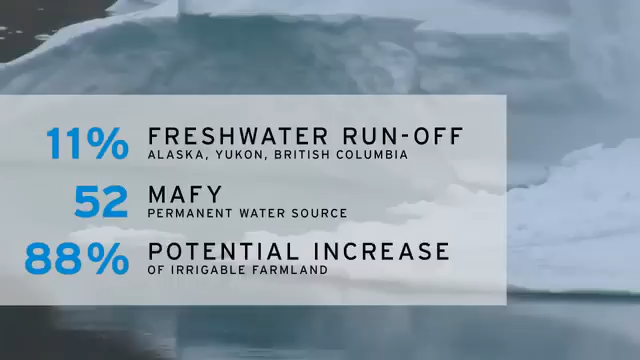 11% FRESHWATER RUN-OFF
ALASKA, YUKON, BRITISH COLUMBIA
52 MAFY
PERMANENT WATER SOURCE
88% POTENTIAL INCREASE
OF IRRIGABLE FARMLAND